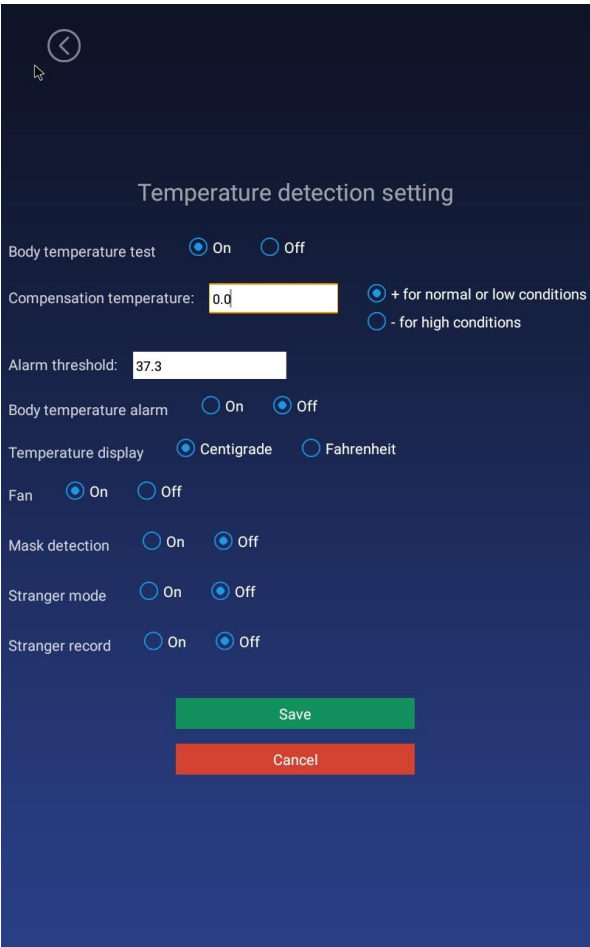 Temperature detection setting
Body temperature test On Off
Compensation temperature: 0.0 + for normal or low conditions
- for high conditions
Alarm threshold: 37.3
Body temperature alarm On Off
Temperature display Centigrade Fahrenheit
Fan On Off
Mask detection On Off
Stranger mode On Off
Stranger record On Off
Save
Cancel